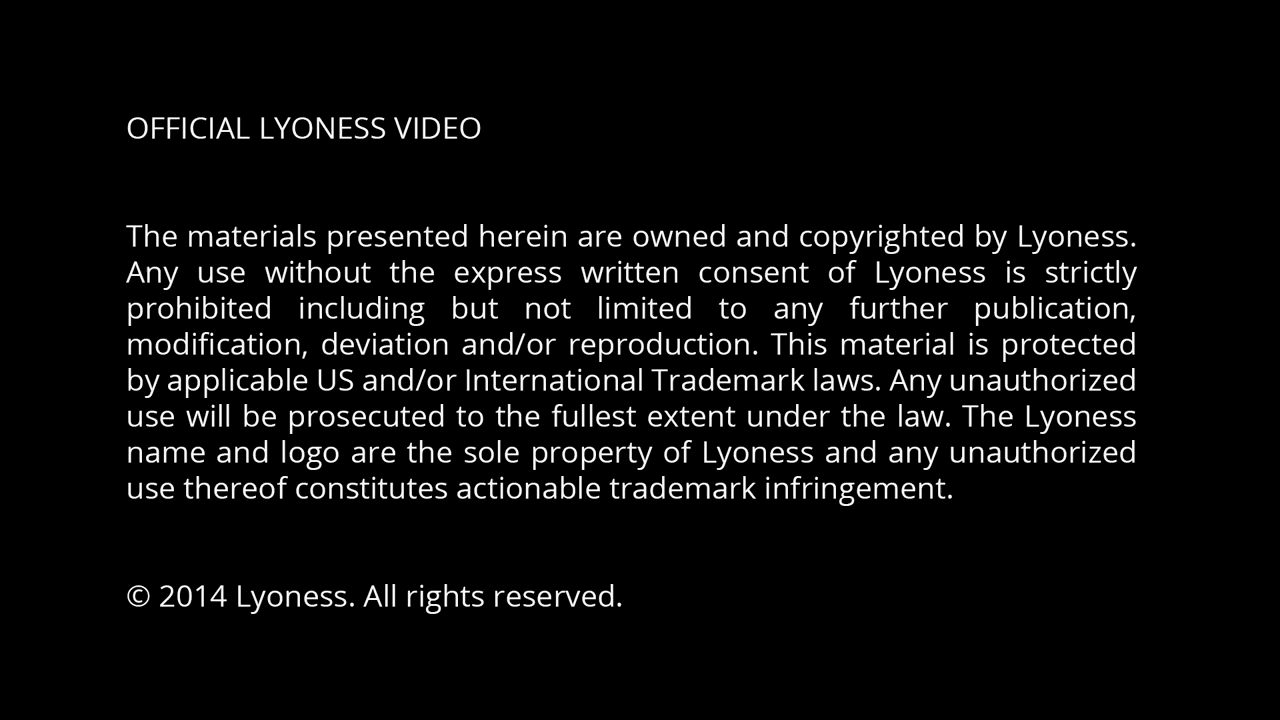 OFFICIAL LYONESS VIDEO
The materials presented herein are owned and copyrighted by Lyoness.
Any use without the express written consent of Lyoness is strictly
prohibited including but not limited to any further publication,
modification, deviation and/or reproduction. This material is protected
by applicable US and/or International Trademark laws. Any unauthorized
use will be prosecuted to the fullest extent under the law. The Lyoness
name and logo are the sole property of Lyoness and any unauthorized
use thereof constitutes actionable trademark infringement.
© 2014 Lyoness. All rights reserved.